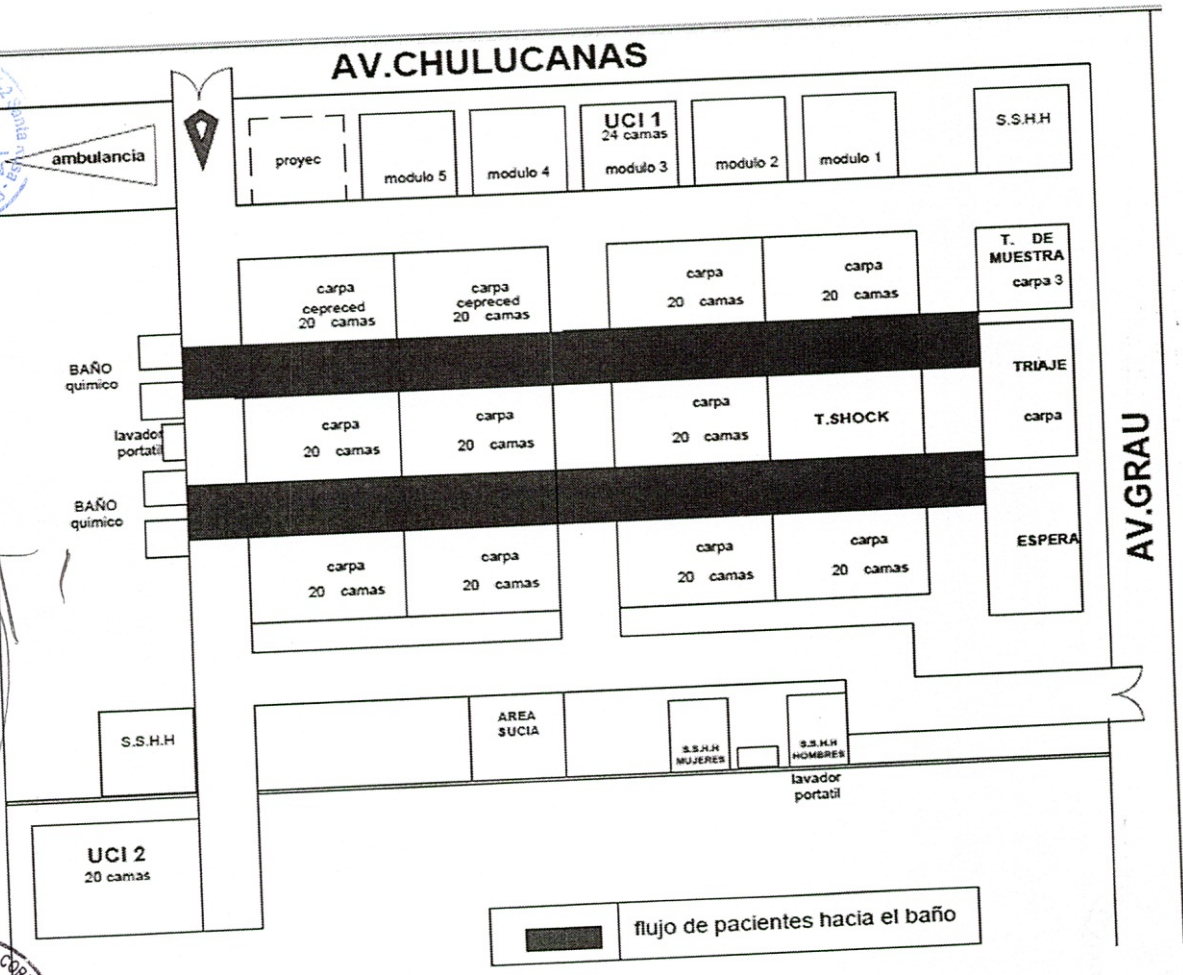 AV.CHULUCANAS
ambulancia
proyec
modulo 5
modulo 4
UCI 1
24 camas
modulo 3
modulo 2
modulo 1
S.S.H.H
carpa
cepreced
20 camas
carpa
cepreced
20 camas
carpa
20 camas
carpa
20 camas
T. DE
MUESTRA
carpa 3
BAÑO
quimico
TRIAJE
carpa
lavador
portatil
carpa
20 camas
carpa
20 camas
carpa
20 camas
T.SHOCK
AV.GRAU
BAÑO
quimico
ESPERA
carpa
20 camas
carpa
20 camas
carpa
20 camas
carpa
20 camas
S.S.H.H
AREA
SUCIA
S.S.H.H
MUJERES
S.S.H.H
HOMBRES
lavador
portatil
UCI 2
20 camas
flujo de pacientes hacia el baño